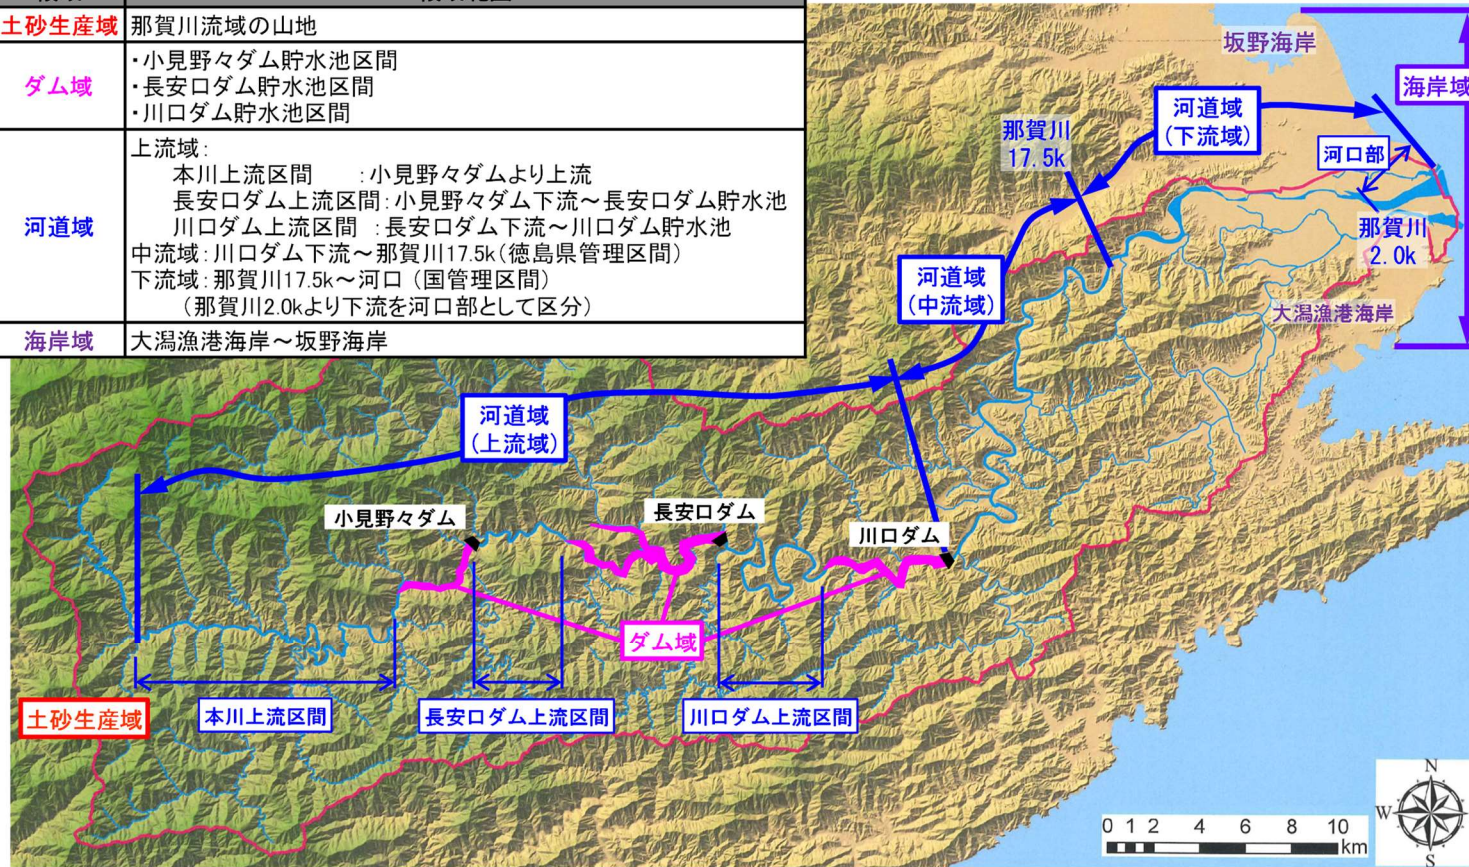 土砂生産域 那賀川流域の山地
ダム域
・小見野々ダム貯水池区間
・長安口ダム貯水池区間
・川口ダム貯水池区間
河道域
上流域：
本川上流区間　：小見野々ダムより上流
長安口ダム上流区間：小見野々ダム下流～長安口ダム貯水池
川口ダム上流区間　：長安口ダム下流～川口ダム貯水池
中流域：川口ダム下流～那賀川17.5k（徳島県管理区間）
下流域：那賀川17.5k～河口（国管理区間）
（那賀川2.0kより下流を河口部として区分）
海岸域 大潟漁港海岸～坂野海岸
坂野海岸
海岸域
河道域
（下流域）
那賀川
17.5k
河口部
那賀川
2.0k
河道域
（中流域）
大潟漁港海岸
河道域
（上流域）
小見野々ダム
長安口ダム
川口ダム
ダム域
土砂生産域
本川上流区間
長安口ダム上流区間
川口ダム上流区間
0 1 2 4 6 8 10
km
N
W
S